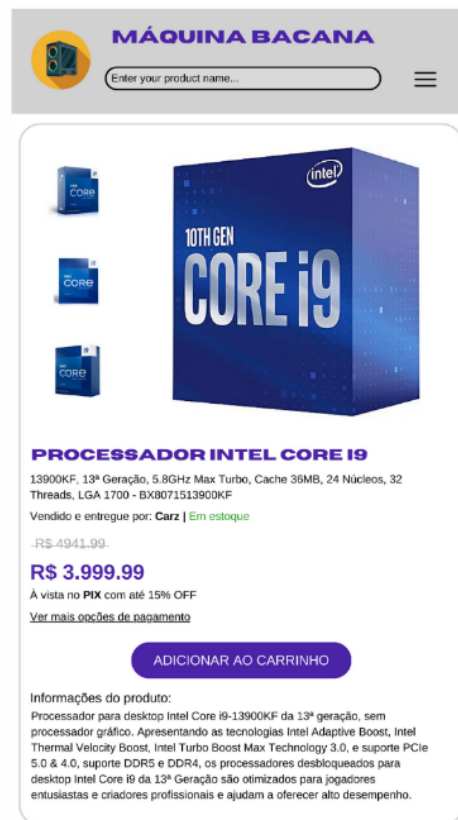 MÁQUINA BACANA
Enter your product name...
intel
10TH GEN
CORE i9
CORE
CORE
CORE
PROCESSADOR INTEL CORE I9
13900KF, 13ª Geração, 5.8GHz Max Turbo, Cache 36MB, 24 Núcleos, 32
Threads, LGA 1700 - BX8071513900KF
Vendido e entregue por: Carz | Em estoque
R$ 4941.99
R$ 3.999.99
À vista no PIX com até 15% OFF
Ver mais opções de pagamento
ADICIONAR AO CARRINHO
Informações do produto:
Processador para desktop Intel Core i9-13900KF da 13ª geração, sem
processador gráfico. Apresentando as tecnologias Intel Adaptive Boost, Intel
Thermal Velocity Boost, Intel Turbo Boost Max Technology 3.0, e suporte PCIe
5.0 & 4.0, suporte DDR5 e DDR4, os processadores desbloqueados para
desktop Intel Core i9 da 13ª Geração são otimizados para jogadores
entusiastas e criadores profissionais e ajudam a oferecer alto desempenho.